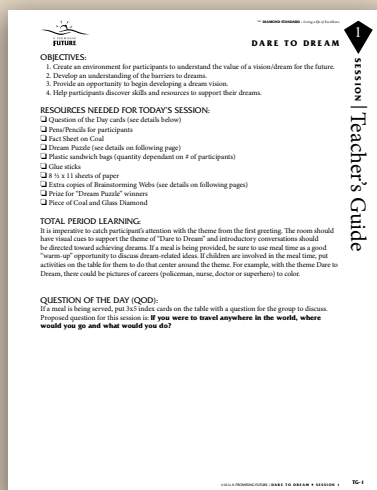 THE DIAMOND STANDARD: Living a Life of Excellence
A PROMISING
FUTURE
DARE TO DREAM
1
SESSION | Teacher's Guide
OBJECTIVES:
1. Create an environment for participants to understand the value of a vision/dream for the future.
2. Develop an understanding of the barriers to dreams.
3. Provide an opportunity to begin developing a dream vision.
4. Help participants discover skills and resources to support their dreams.
RESOURCES NEEDED FOR TODAY'S SESSION:
❑ Question of the Day cards (see details below)
❑ Pens/Pencils for participants
❑ Fact Sheet on Coal
❑ Dream Puzzle (see details on following page)
❑ Plastic sandwich bags (quantity dependant on # of participants)
❑ Glue sticks
❑ 8 ½ x 11 sheets of paper
❑ Extra copies of Brainstorming Webs (see details on following pages)
❑ Prize for "Dream Puzzle" winners
❑ Piece of Coal and Glass Diamond
TOTAL PERIOD LEARNING:
It is imperative to catch participant's attention with the theme from the first greeting. The room should
have visual cues to support the theme of "Dare to Dream" and introductory conversations should
be directed toward achieving dreams. If a meal is being provided, be sure to use meal time as a good
"warm-up" opportunity to discuss dream-related ideas. If children are involved in the meal time, put
activities on the table for them to do that center around the theme. For example, with the theme Dare to
Dream, there could be pictures of careers (policeman, nurse, doctor or superhero) to color.
QUESTION OF THE DAY (QOD):
If a meal is being served, put 3x5 index cards on the table with a question for the group to discuss.
Proposed question for this session is: If you were to travel anywhere in the world, where
would you go and what would you do?
A PROMISING FUTURE | DARE TO DREAM • SESSION 1
TG-1